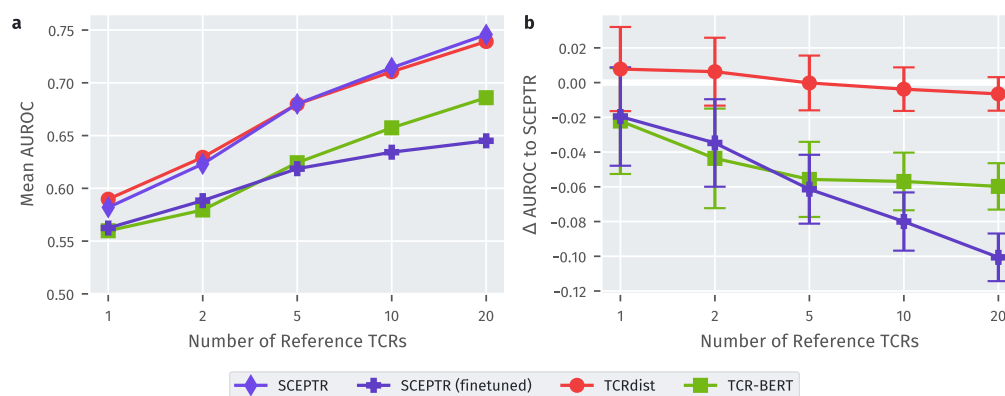 a
Mean AUROC
0.75
0.70
0.65
0.60
0.55
0.50
1 2 5 10 20
Number of Reference TCRs
b
Δ AUROC to SCEPTR
0.02
0.00
−0.02
−0.04
−0.06
−0.08
−0.10
−0.12
1 2 5 10 20
Number of Reference TCRs
SCEPTR SCEPTR (finetuned) TCRdist TCR-BERT